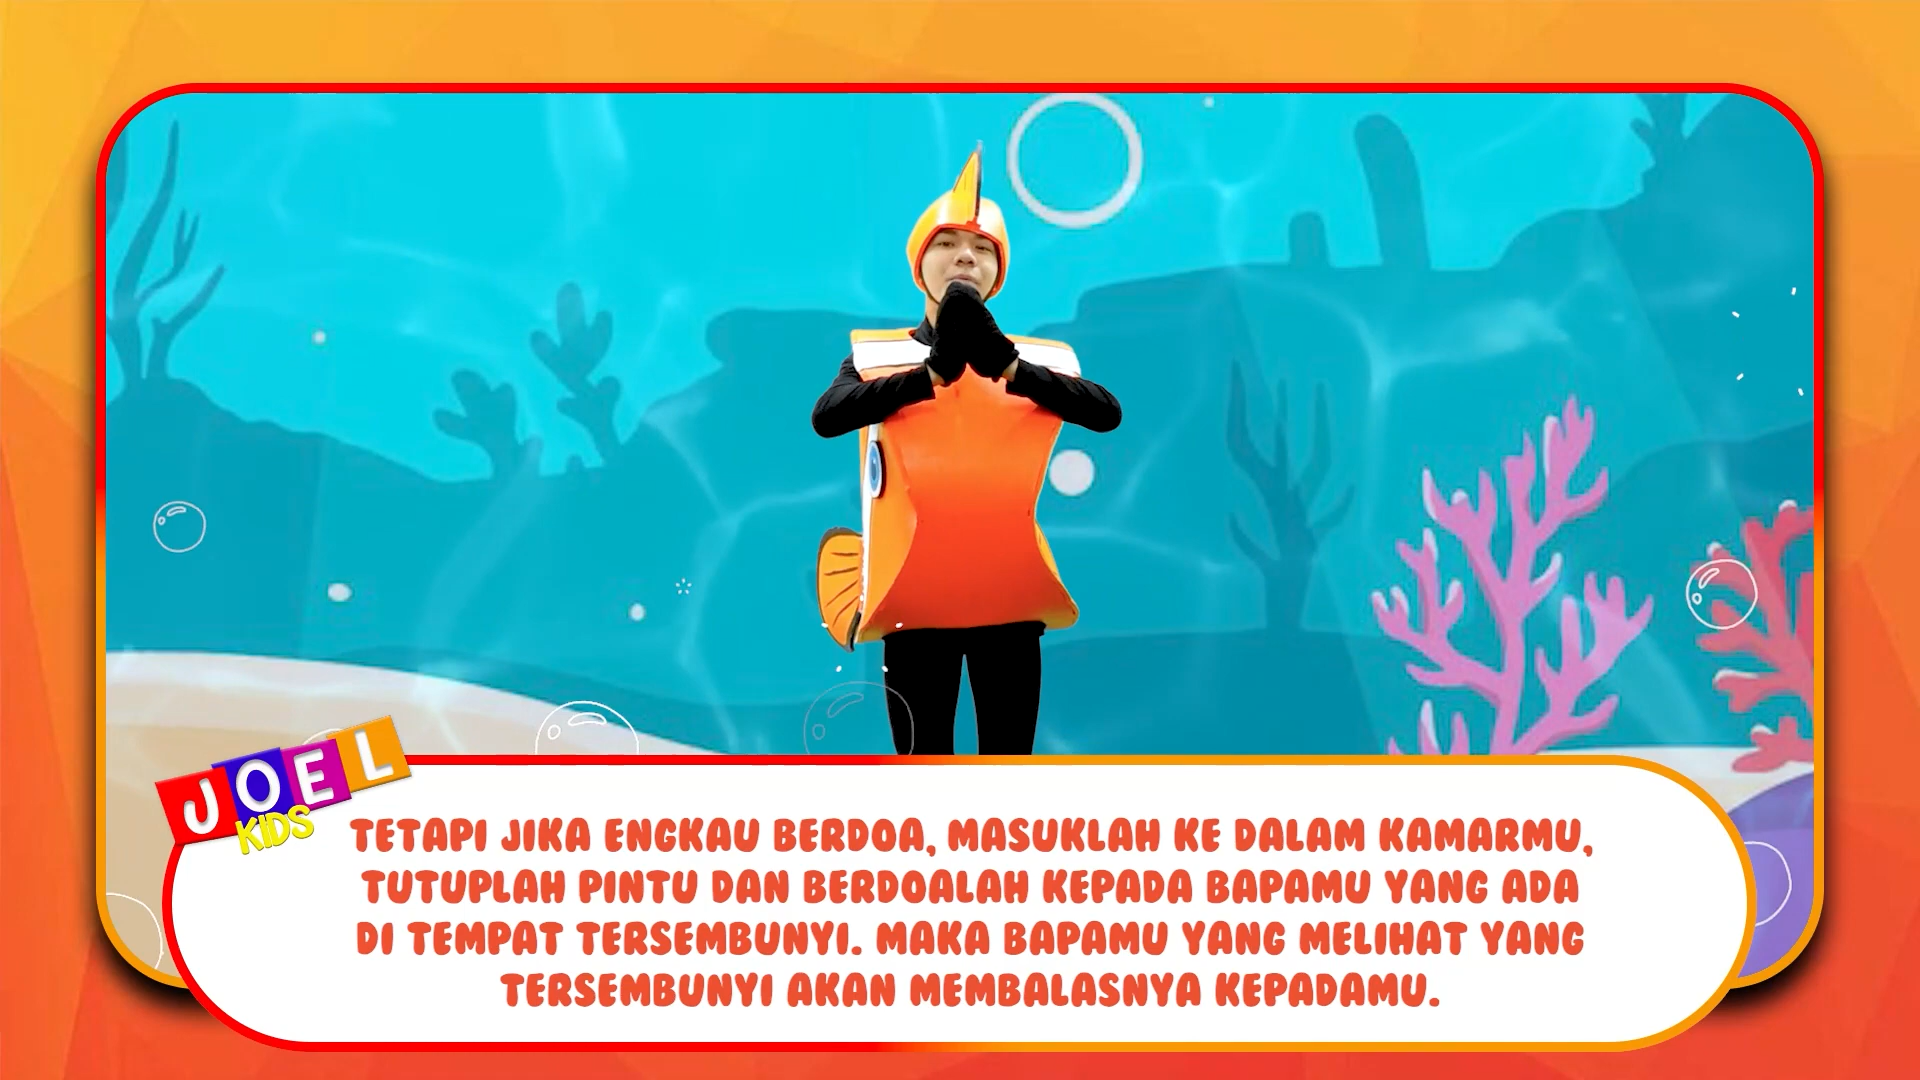 JOEL
KIDS
TETAPI JIKA ENGKAU BERDOA, MASUKLAH KE DALAM KAMARMU,
TUTUPLAH PINTU DAN BERDOALAH KEPADA BAPAMU YANG ADA
DI TEMPAT TERSEMBUNYI. MAKA BAPAMU YANG MELIHAT YANG
TERSEMBUNYI AKAN MEMBALASNYA KEPADAMU.